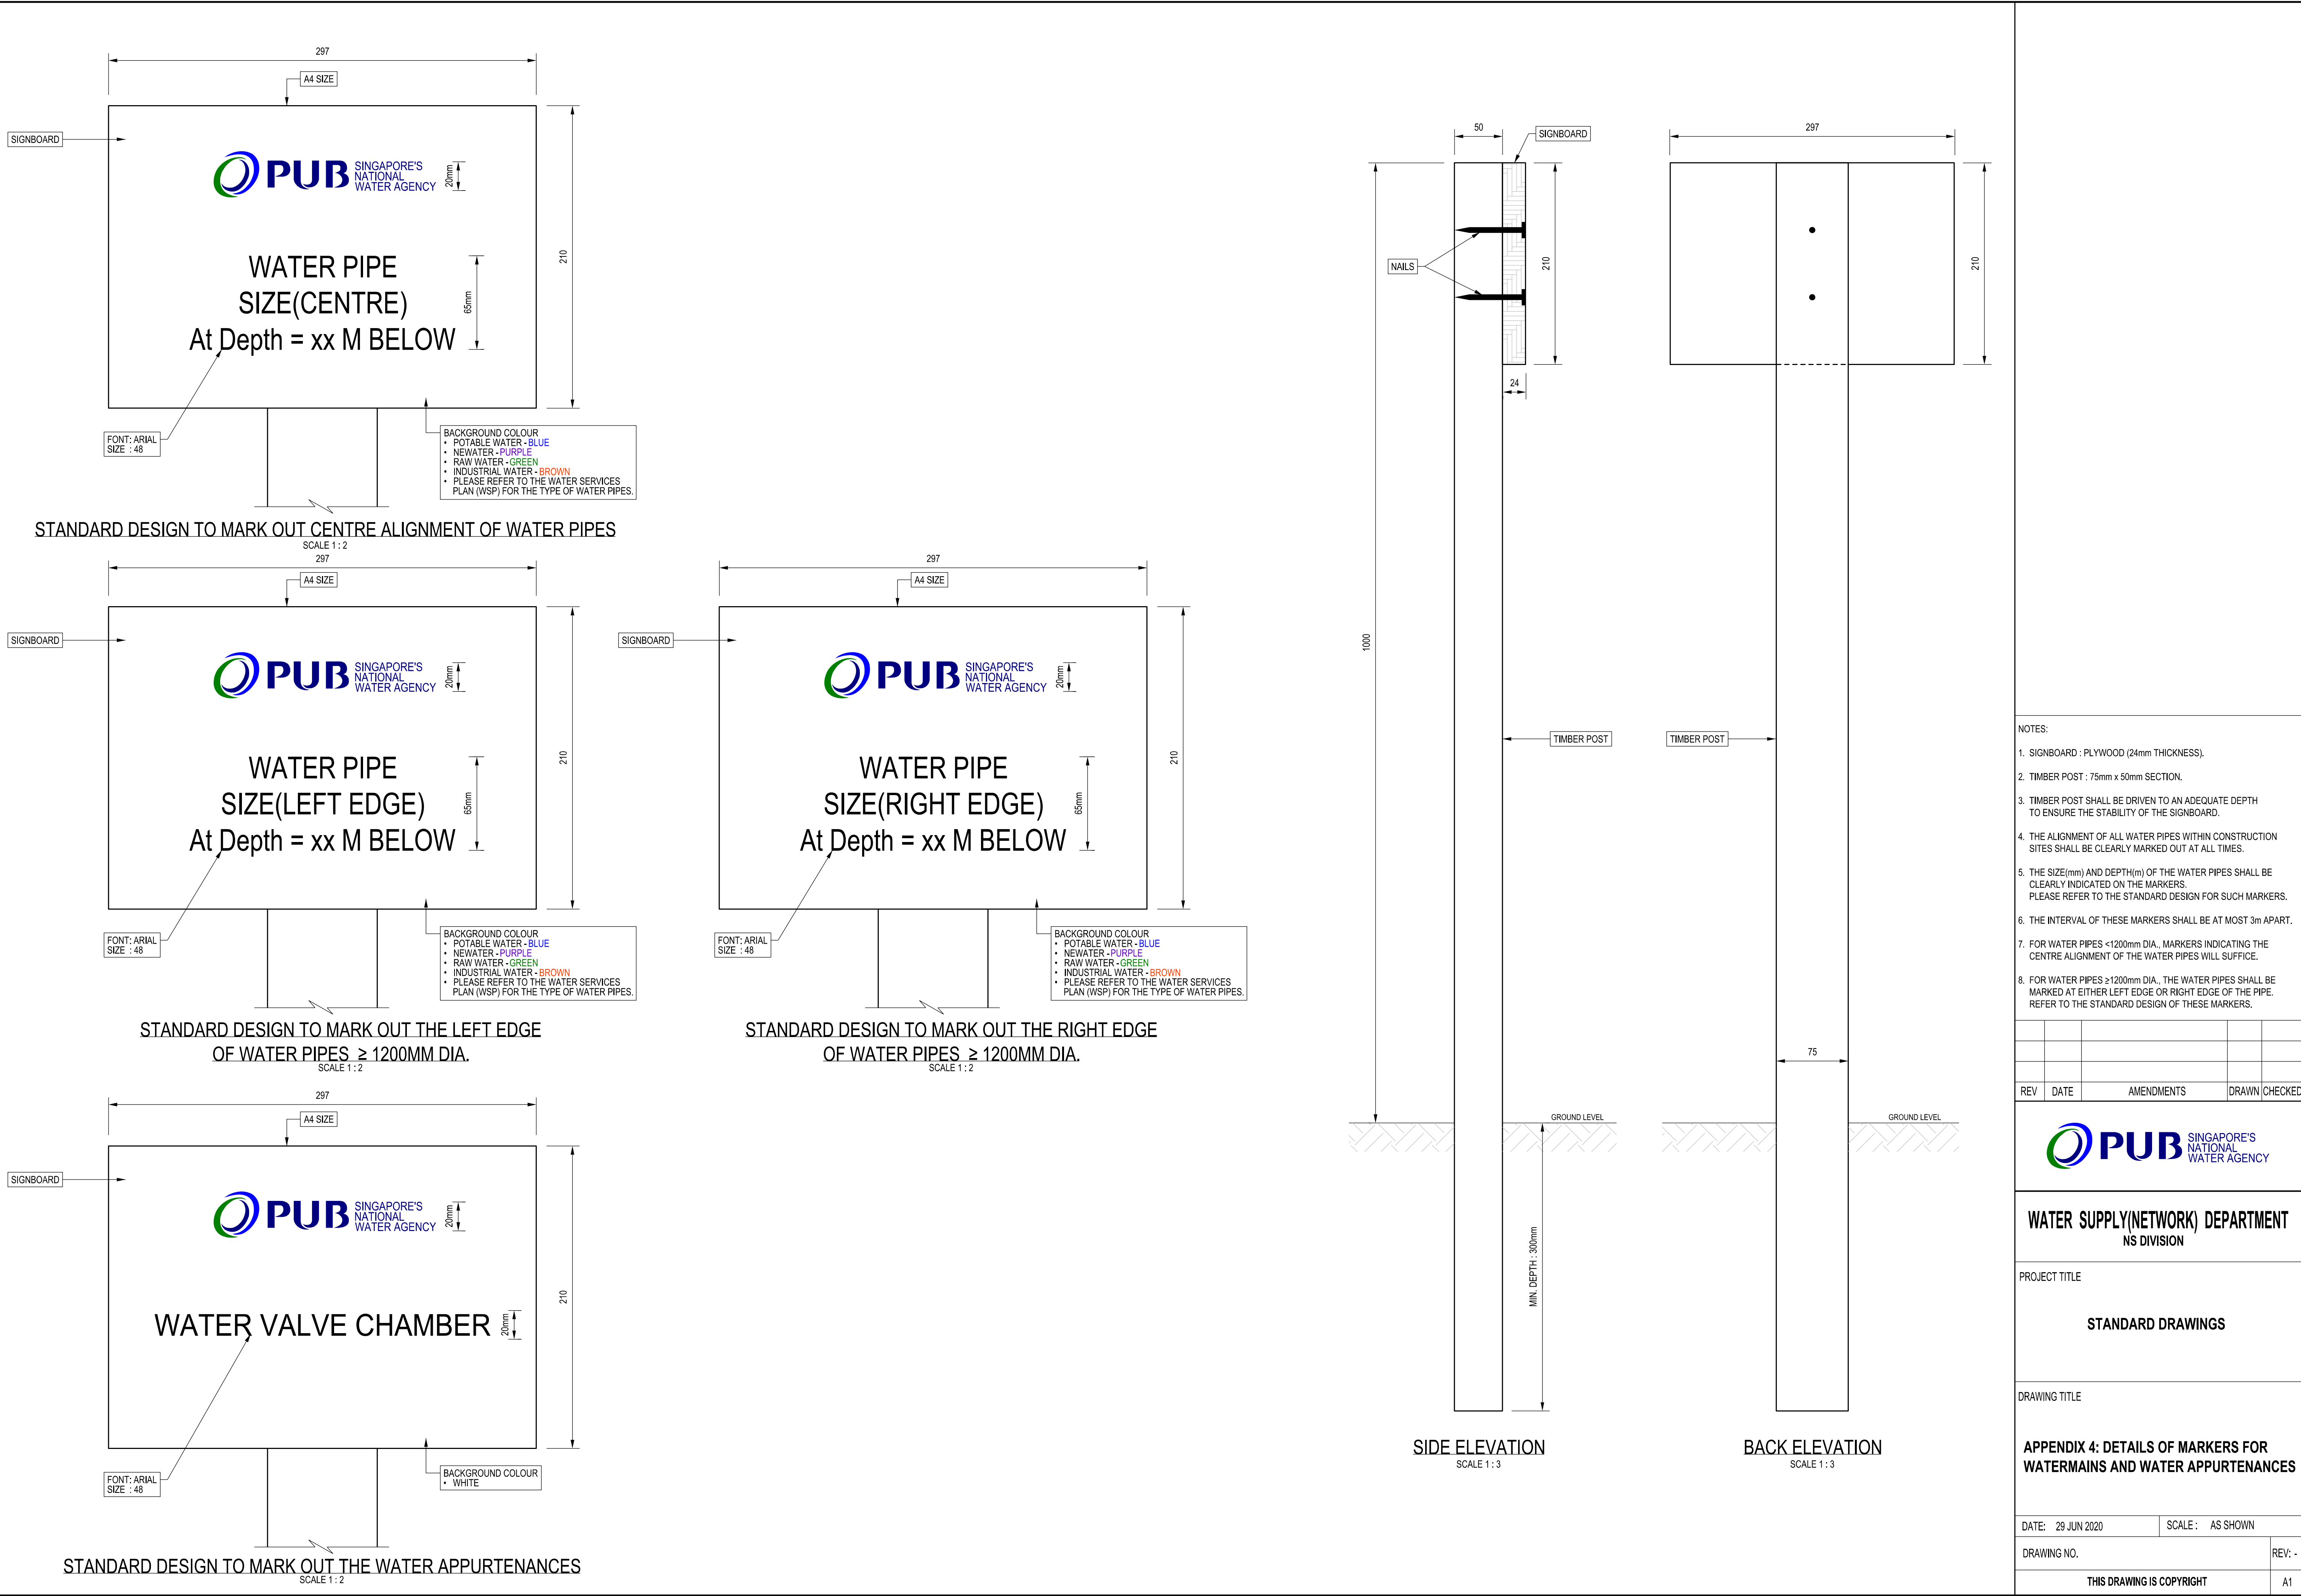 297
A4 SIZE
SIGNBOARD
PUB SINGAPORE'S
NATIONAL
WATER AGENCY
20mm
WATER PIPE
SIZE(CENTRE)
At Depth = xx M BELOW
65mm
210
FONT: ARIAL
SIZE : 48
BACKGROUND COLOUR
• POTABLE WATER - BLUE
• NEWATER - PURPLE
• RAW WATER - GREEN
• INDUSTRIAL WATER - BROWN
• PLEASE REFER TO THE WATER SERVICES
PLAN (WSP) FOR THE TYPE OF WATER PIPES.
STANDARD DESIGN TO MARK OUT CENTRE ALIGNMENT OF WATER PIPES
SCALE 1 : 2
297
A4 SIZE
SIGNBOARD
PUB SINGAPORE'S
NATIONAL
WATER AGENCY
20mm
WATER PIPE
SIZE(LEFT EDGE)
At Depth = xx M BELOW
65mm
210
FONT: ARIAL
SIZE : 48
BACKGROUND COLOUR
• POTABLE WATER - BLUE
• NEWATER - PURPLE
• RAW WATER - GREEN
• INDUSTRIAL WATER - BROWN
• PLEASE REFER TO THE WATER SERVICES
PLAN (WSP) FOR THE TYPE OF WATER PIPES.
STANDARD DESIGN TO MARK OUT THE LEFT EDGE
OF WATER PIPES ≥ 1200MM DIA.
SCALE 1 : 2
297
A4 SIZE
SIGNBOARD
PUB SINGAPORE'S
NATIONAL
WATER AGENCY
20mm
WATER PIPE
SIZE(RIGHT EDGE)
At Depth = xx M BELOW
65mm
210
FONT: ARIAL
SIZE : 48
BACKGROUND COLOUR
• POTABLE WATER - BLUE
• NEWATER - PURPLE
• RAW WATER - GREEN
• INDUSTRIAL WATER - BROWN
• PLEASE REFER TO THE WATER SERVICES
PLAN (WSP) FOR THE TYPE OF WATER PIPES.
STANDARD DESIGN TO MARK OUT THE RIGHT EDGE
OF WATER PIPES ≥ 1200MM DIA.
SCALE 1 : 2
297
A4 SIZE
SIGNBOARD
PUB SINGAPORE'S
NATIONAL
WATER AGENCY
20mm
WATER VALVE CHAMBER
20mm
210
FONT: ARIAL
SIZE : 48
BACKGROUND COLOUR
• WHITE
STANDARD DESIGN TO MARK OUT THE WATER APPURTENANCES
SCALE 1 : 2
50
SIGNBOARD
NAILS
210
24
1000
TIMBER POST
GROUND LEVEL
MIN. DEPTH : 300mm
SIDE ELEVATION
SCALE 1 : 3
297
210
TIMBER POST
75
GROUND LEVEL
BACK ELEVATION
SCALE 1 : 3
NOTES:
1. SIGNBOARD : PLYWOOD (24mm THICKNESS).
2. TIMBER POST : 75mm x 50mm SECTION.
3. TIMBER POST SHALL BE DRIVEN TO AN ADEQUATE DEPTH
TO ENSURE THE STABILITY OF THE SIGNBOARD.
4. THE ALIGNMENT OF ALL WATER PIPES WITHIN CONSTRUCTION
SITES SHALL BE CLEARLY MARKED OUT AT ALL TIMES.
5. THE SIZE(mm) AND DEPTH(m) OF THE WATER PIPES SHALL BE
CLEARLY INDICATED ON THE MARKERS.
PLEASE REFER TO THE STANDARD DESIGN FOR SUCH MARKERS.
6. THE INTERVAL OF THESE MARKERS SHALL BE AT MOST 3m APART.
7. FOR WATER PIPES <1200mm DIA., MARKERS INDICATING THE
CENTRE ALIGNMENT OF THE WATER PIPES WILL SUFFICE.
8. FOR WATER PIPES ≥1200mm DIA., THE WATER PIPES SHALL BE
MARKED AT EITHER LEFT EDGE OR RIGHT EDGE OF THE PIPE.
REFER TO THE STANDARD DESIGN OF THESE MARKERS.
REV DATE AMENDMENTS DRAWN CHECKED
PUB SINGAPORE'S
NATIONAL
WATER AGENCY
WATER SUPPLY(NETWORK) DEPARTMENT
NS DIVISION
PROJECT TITLE
STANDARD DRAWINGS
DRAWING TITLE
APPENDIX 4: DETAILS OF MARKERS FOR
WATERMAINS AND WATER APPURTENANCES
DATE: 29 JUN 2020 SCALE : AS SHOWN
DRAWING NO. REV: -
THIS DRAWING IS COPYRIGHT A1